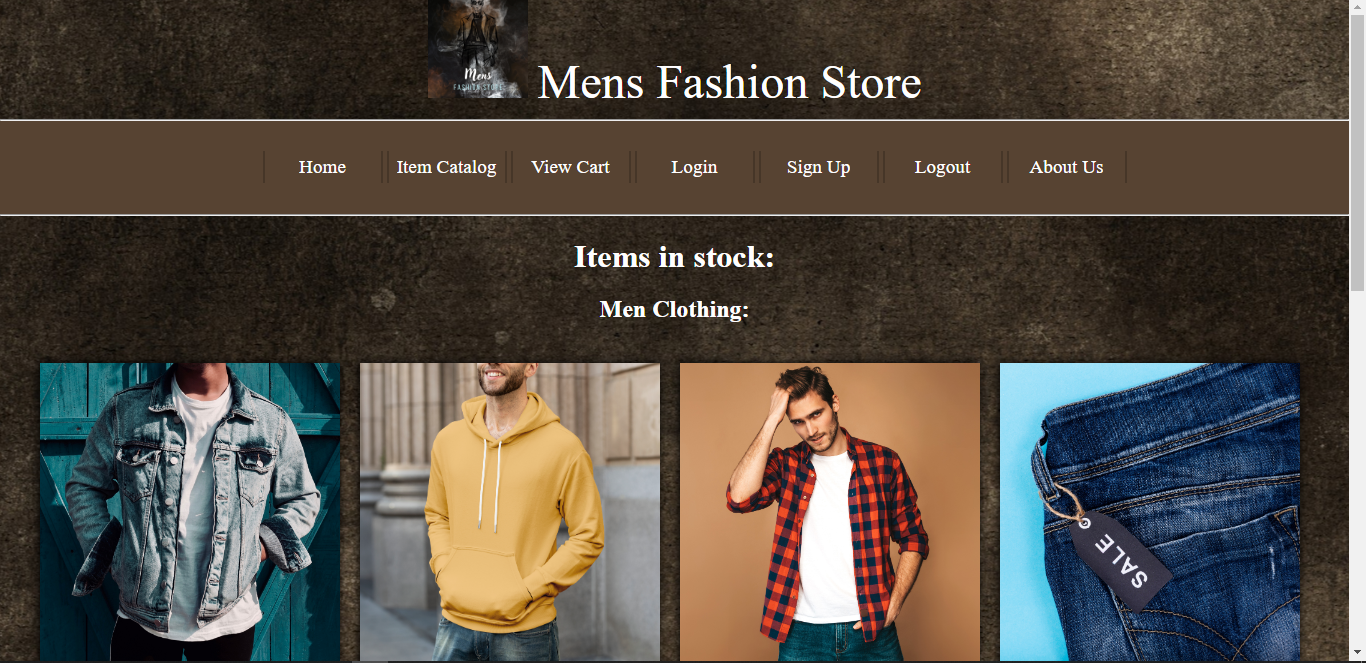 Mens
FASHION STORE
Mens Fashion Store
Home
Item Catalog
View Cart
Login
Sign Up
Logout
About Us
Items in stock:
Men Clothing:
SALE